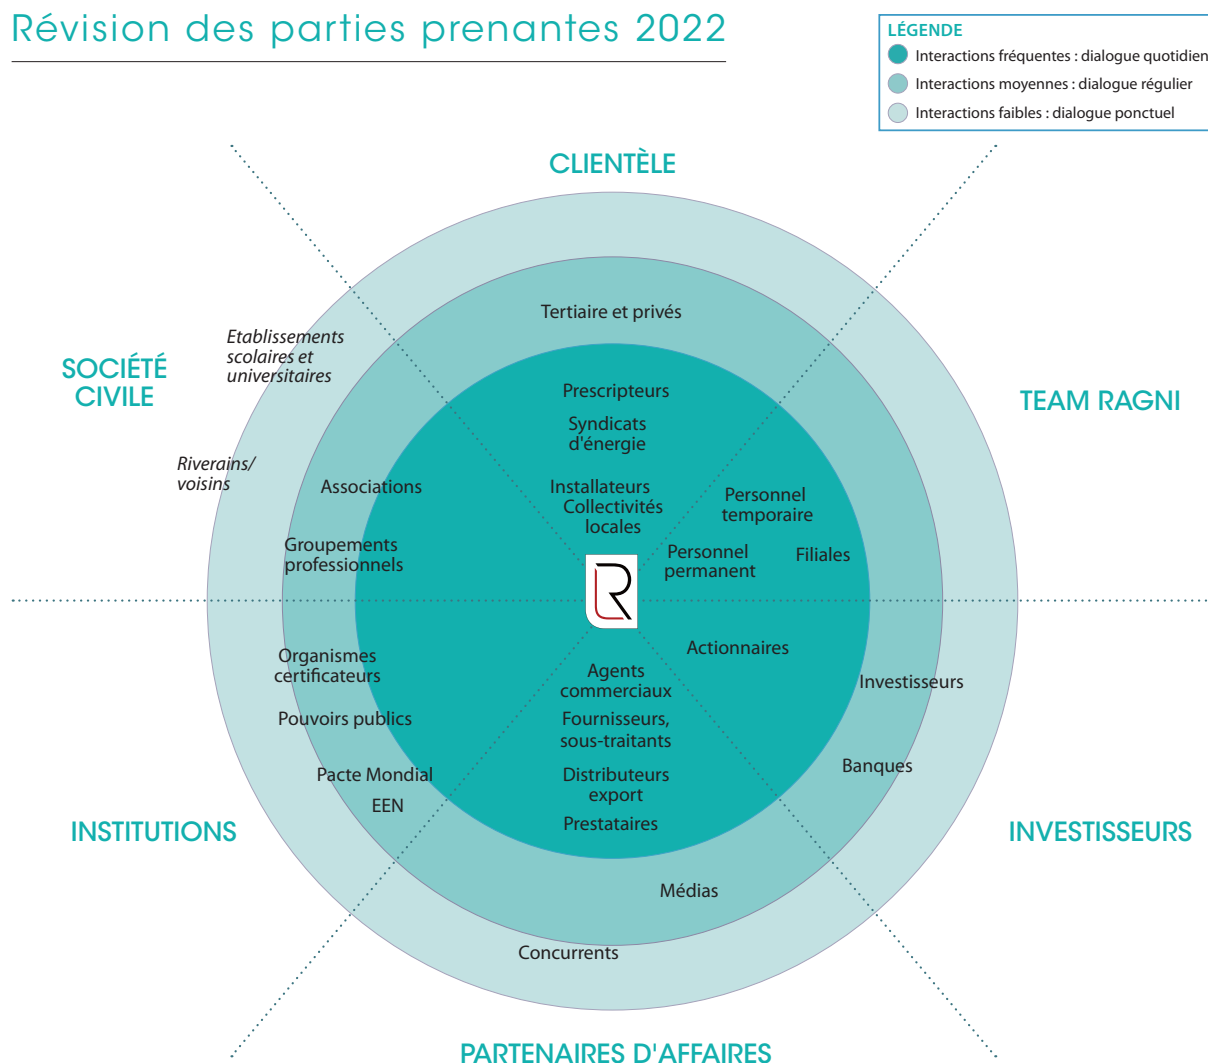 Révision des parties prenantes 2022
LÉGENDE
Interactions fréquentes : dialogue quotidien
Interactions moyennes : dialogue régulier
Interactions faibles : dialogue ponctuel
CLIENTÈLE
Tertiaire et privés
Prescripteurs
Syndicats
d'énergie
Installateurs
Collectivités
locales
SOCIÉTÉ
CIVILE
Etablissements
scolaires et
universitaires
Riverains/
voisins
Associations
Groupements
professionnels
TEAM RAGNI
Personnel
temporaire
Personnel
permanent
Filiales
R
INSTITUTIONS
Organismes
certificateurs
Pouvoirs publics
Pacte Mondial
EEN
Agents
commerciaux
Fournisseurs,
sous-traitants
Distributeurs
export
Prestataires
Médias
Concurrents
PARTENAIRES D'AFFAIRES
Actionnaires
Investisseurs
Banques
INVESTISSEURS